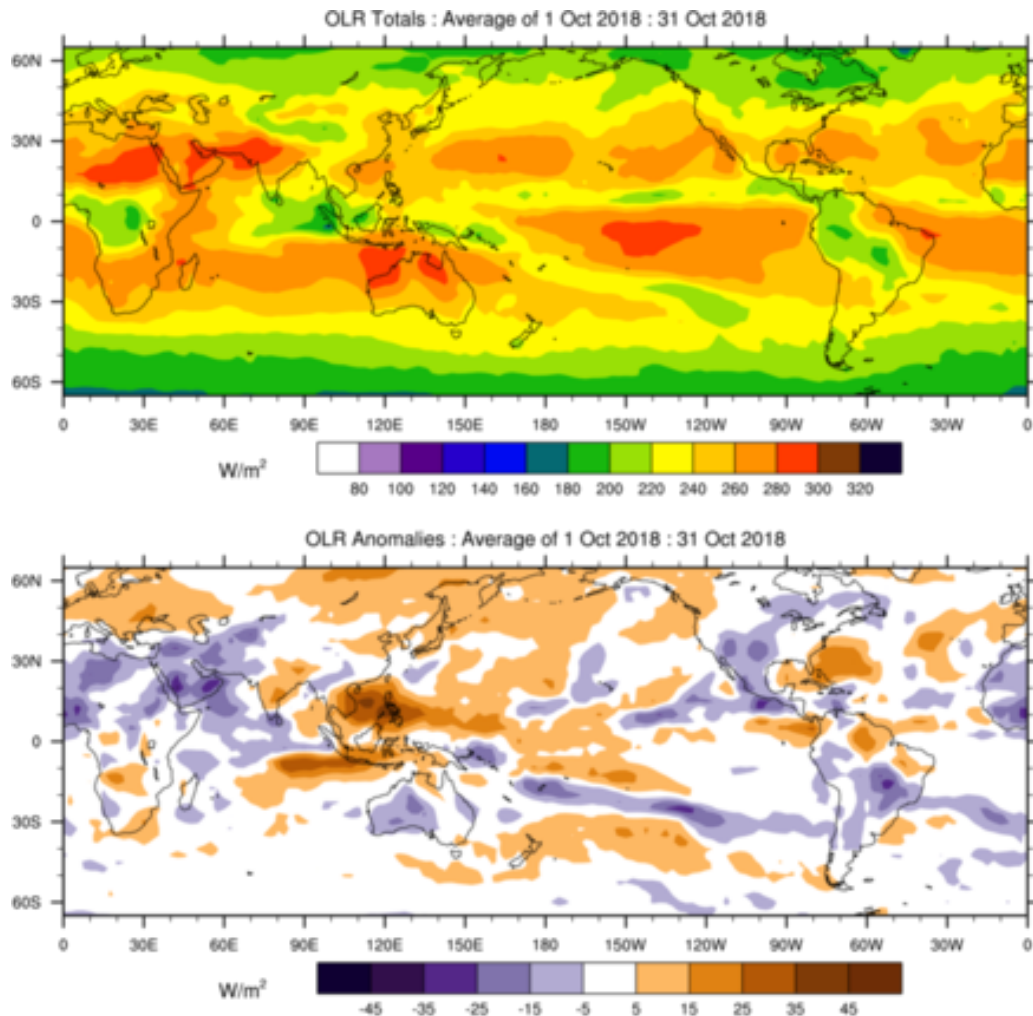 OLR Totals : Average of 1 Oct 2018 : 31 Oct 2018
60N
30N
0
30S
60S
0 30E 60E 90E 120E 150E 180 150W 120W 90W 60W 30W 0
W/m²
80 100 120 140 160 180 200 220 240 260 280 300 320
OLR Anomalies : Average of 1 Oct 2018 : 31 Oct 2018
60N
30N
0
30S
60S
0 30E 60E 90E 120E 150E 180 150W 120W 90W 60W 30W 0
W/m²
-45 -35 -25 -15 -5 5 15 25 35 45